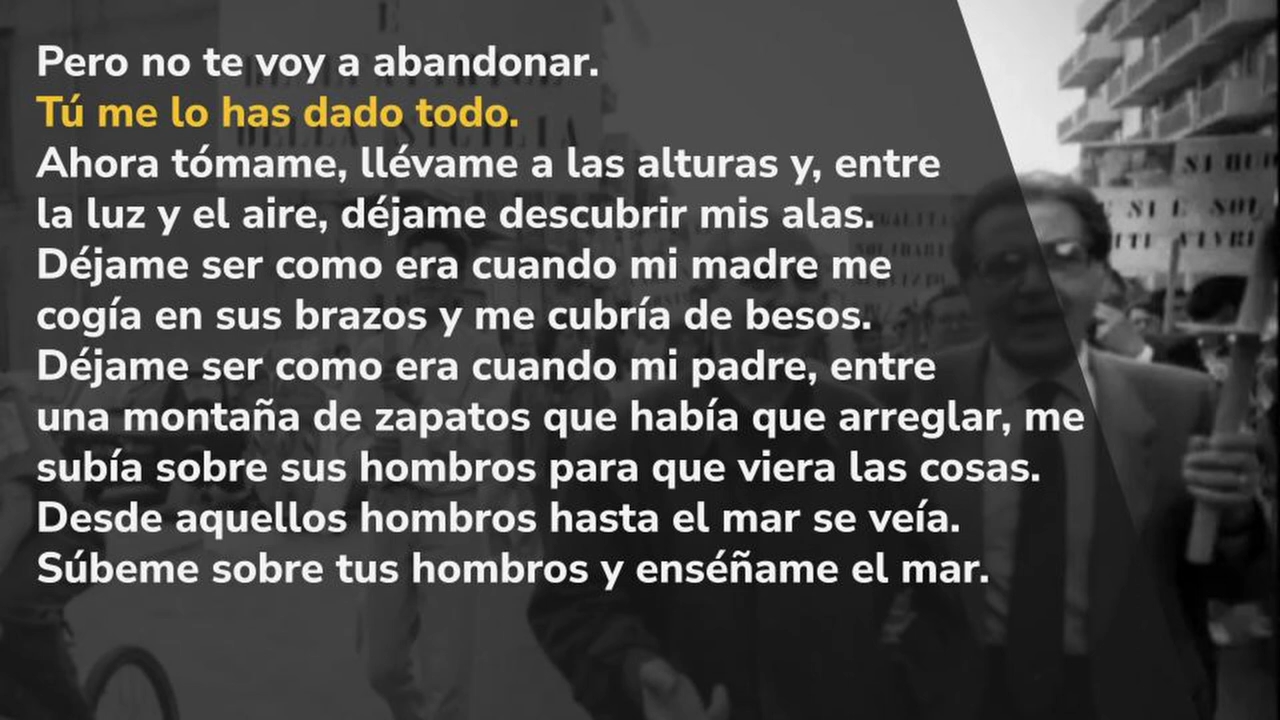 Pero no te voy a abandonar.
Tú me lo has dado todo.
Ahora tómame, llévame a las alturas y, entre
la luz y el aire, déjame descubrir mis alas.
Déjame ser como era cuando mi madre me
cogía en sus brazos y me cubría de besos.
Déjame ser como era cuando mi padre, entre
una montaña de zapatos que había que arreglar, me
subía sobre sus hombros para que viera las cosas.
Desde aquellos hombros hasta el mar se veía.
Súbeme sobre tus hombros y enséñame el mar.